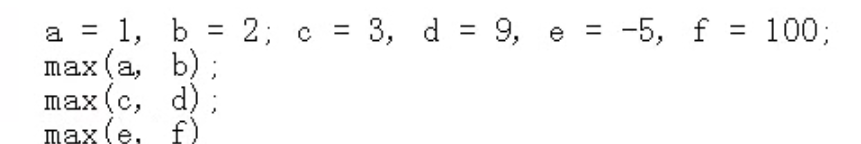 a = 1, b = 2; c = 3, d = 9, e = -5, f = 100;
max(a, b);
max(c, d);
max(e, f)